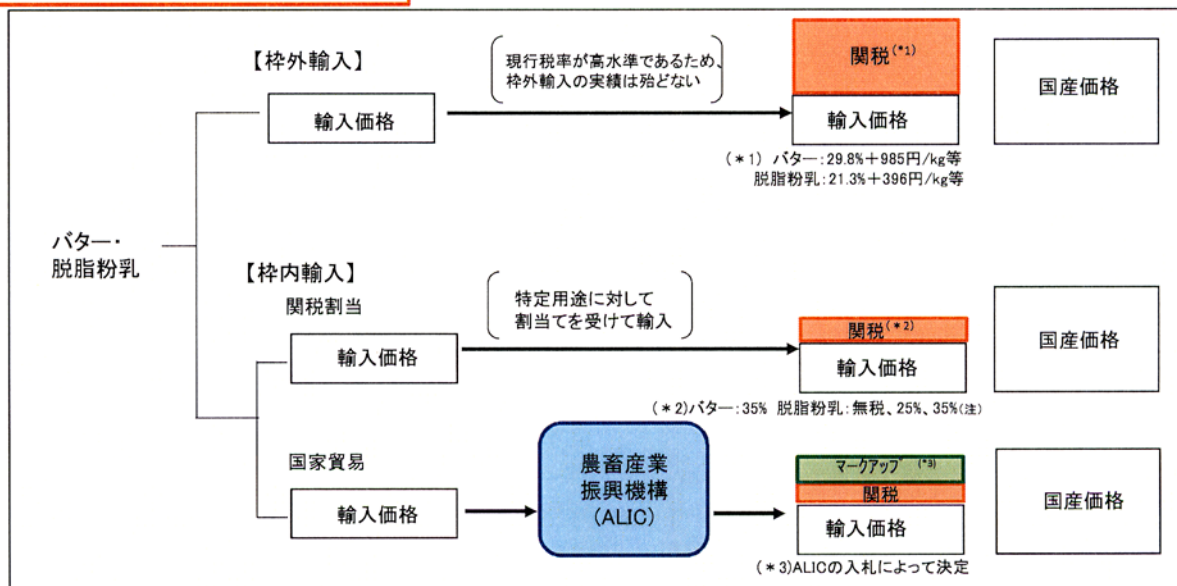 【枠外輸入】
現行税率が高水準であるため、
枠外輸入の実績は殆どない
輸入価格
関税(*1)
輸入価格
国産価格
(*1) バター:29.8%+985円/kg等
脱脂粉乳:21.3%+396円/kg等
バター・
脱脂粉乳
【枠内輸入】
関税割当
特定用途に対して
割当てを受けて輸入
輸入価格
関税(*2)
輸入価格
国産価格
(*2)バター:35% 脱脂粉乳:無税、25%、35%(注)
国家貿易
輸入価格
農畜産業
振興機構
(ALIC)
マークアップ (*3)
関税
輸入価格
国産価格
(*3)ALICの入札によって決定